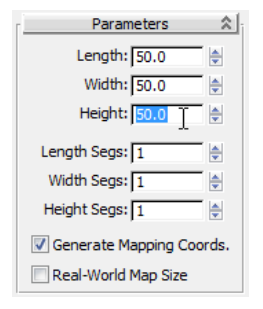 Parameters
Length: 50.0
Width: 50.0
Height: 50.0
Length Segs: 1
Width Segs: 1
Height Segs: 1
Generate Mapping Coords.
Real-World Map Size